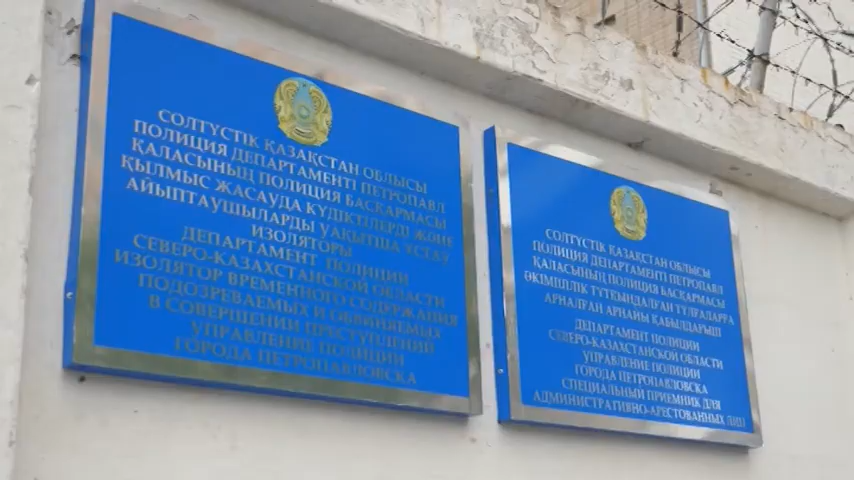 СОЛТҮСТІК ҚАЗАҚСТАН ОБЛЫСЫ
ПОЛИЦИЯ ДЕПАРТАМЕНТІ ПЕТРОПАВЛ
ҚАЛАСЫНЫҢ ПОЛИЦИЯ БАСҚАРМАСЫ
ҚЫЛМЫС ЖАСАУДА КҮДІКТІЛЕРДІ ЖӘНЕ
АЙЫПТАУШЫЛАРДЫ УАҚЫТША ҰСТАУ
ИЗОЛЯТОРЫ
ДЕПАРТАМЕНТ ПОЛИЦИИ
СЕВЕРО-КАЗАХСТАНСКОЙ ОБЛАСТИ
ИЗОЛЯТОР ВРЕМЕННОГО СОДЕРЖАНИЯ
ПОДОЗРЕВАЕМЫХ И ОБВИНЯЕМЫХ
В СОВЕРШЕНИИ ПРЕСТУПЛЕНИЙ
УПРАВЛЕНИЕ ПОЛИЦИИ
ГОРОДА ПЕТРОПАВЛОВСКА
СОЛТҮСТІК ҚАЗАҚСТАН ОБЛЫСЫ
ПОЛИЦИЯ ДЕПАРТАМЕНТІ ПЕТРОПАВЛ
ҚАЛАСЫНЫҢ ПОЛИЦИЯ БАСҚАРМАСЫ
ӘКІМШІЛІК ТҮТЕМДАЛҒАН ТҰЛҒАЛАРҒА
АРНАЛҒАН АРНАЙЫ ҚАБЫЛДАҒЫШ
ДЕПАРТАМЕНТ ПОЛИЦИИ
СЕВЕРО-КАЗАХСТАНСКОЙ ОБЛАСТИ
УПРАВЛЕНИЕ ПОЛИЦИИ
ГОРОДА ПЕТРОПАВЛОВСКА
СПЕЦИАЛЬНЫЙ ПРИЕМНИК ДЛЯ
АДМИНИСТРАТИВНО-АРЕСТОВАННЫХ ЛИЦ